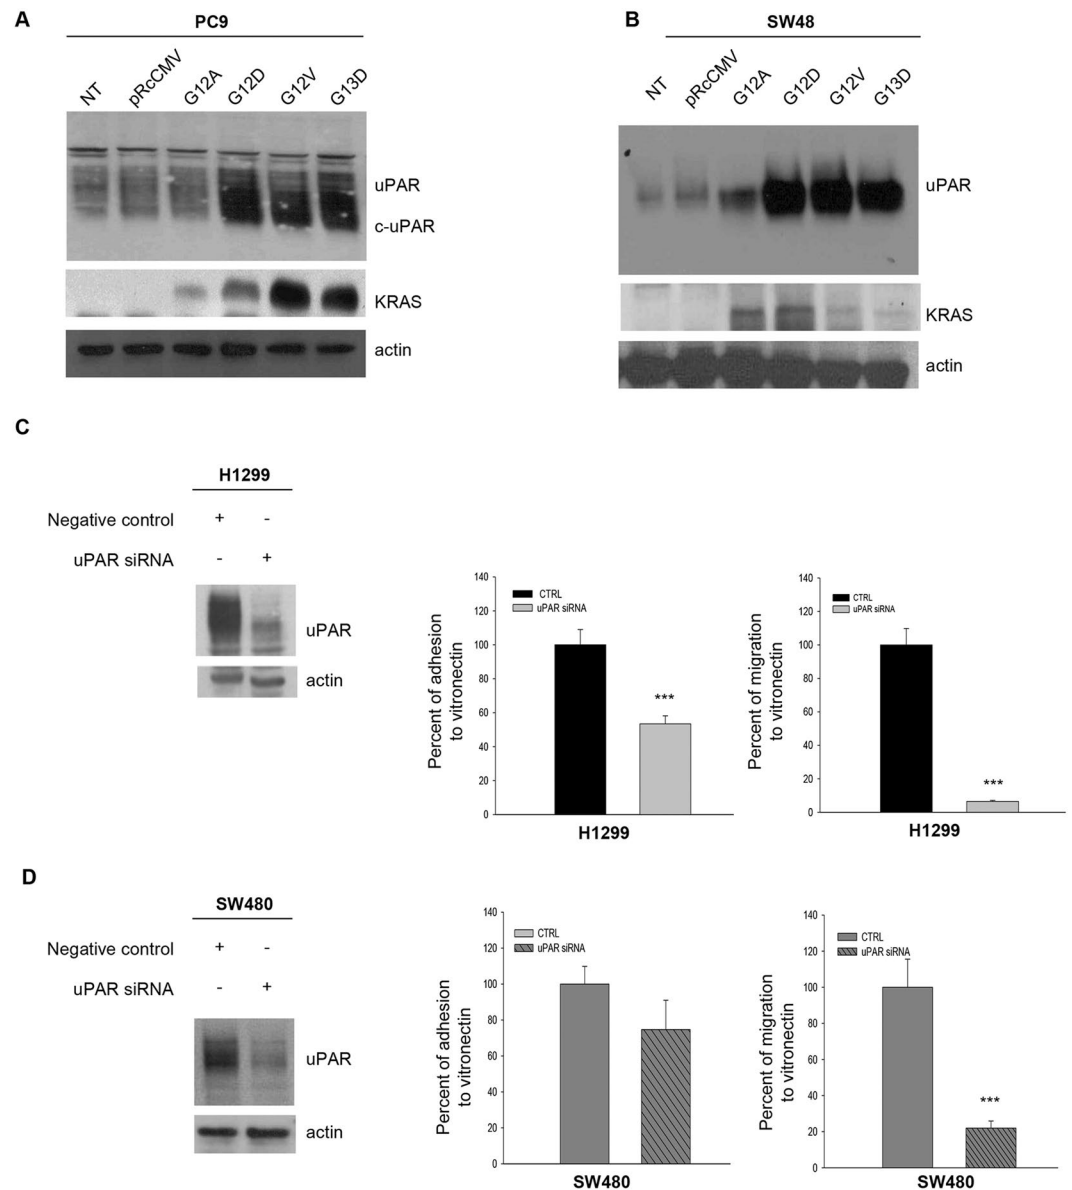 A
PC9
NT pRcCMV G12A G12D G12V G13D
uPAR
c-uPAR
KRAS
actin
B
SW48
NT pRcCMV G12A G12D G12V G13D
uPAR
KRAS
actin
C
H1299
Negative control + -
uPAR siRNA - +
uPAR
actin
Percent of adhesion
to vitronectin
140
120
100
80
60
40
20
0
CTRL
uPAR siRNA
***
H1299
Percent of migration
to vitronectin
140
120
100
80
60
40
20
0
CTRL
uPAR siRNA
***
H1299
D
SW480
Negative control + -
uPAR siRNA - +
uPAR
actin
Percent of adhesion
to vitronectin
140
120
100
80
60
40
20
0
CTRL
uPAR siRNA
SW480
Percent of migration
to vitronectin
140
120
100
80
60
40
20
0
CTRL
uPAR siRNA
***
SW480